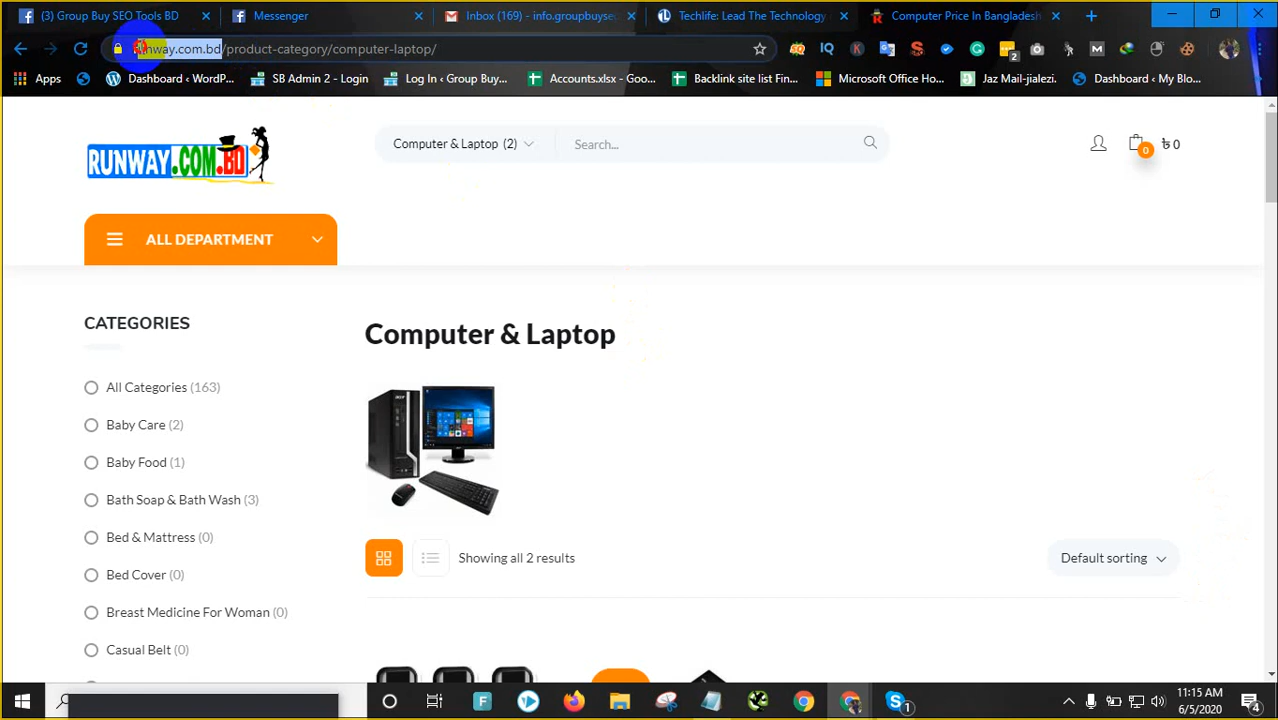 (3) Group Buy SEO Tools BD
Messenger
Inbox (169) - info.groupbuyse
Techlife: Lead The Technology
Computer Price In Bangladesh
runway.com.bd/product-category/computer-laptop/
Apps
Dashboard ‹ WordP...
SB Admin 2 - Login
Log In ‹ Group Buy...
Accounts.xlsx - Goo...
Backlink site list Fin...
Microsoft Office Ho...
Jaz Mail-jialezi.
Dashboard ‹ My Blo...
RUNWAY.COM.BD
Computer & Laptop (2)
Search...
0
৳ 0
ALL DEPARTMENT
CATEGORIES
All Categories (163)
Baby Care (2)
Baby Food (1)
Bath Soap & Bath Wash (3)
Bed & Mattress (0)
Bed Cover (0)
Breast Medicine For Woman (0)
Casual Belt (0)
Computer & Laptop
Showing all 2 results
Default sorting
11:15 AM
6/5/2020